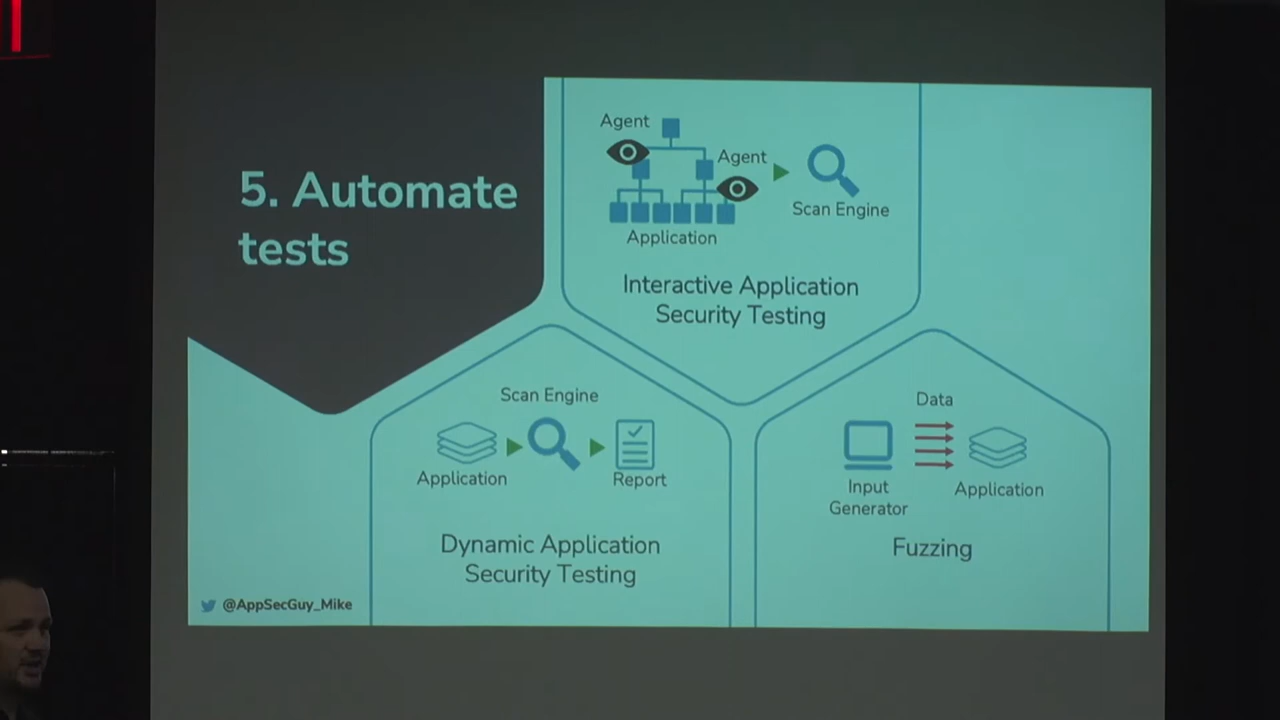 5. Automate
tests
Agent
Agent
Scan Engine
Application
Interactive Application
Security Testing
Scan Engine
Application
Report
Dynamic Application
Security Testing
Data
Input
Generator
Application
Fuzzing
@AppSecGuy_Mike